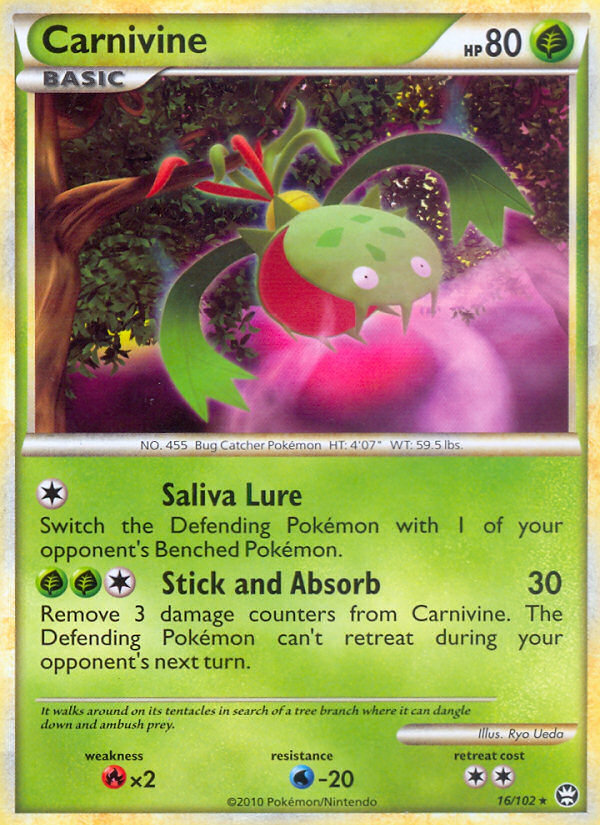 Carnivine
HP 80
BASIC
NO. 455 Bug Catcher Pokémon HT: 4'07" WT: 59.5 lbs.
Saliva Lure
Switch the Defending Pokémon with 1 of your
opponent's Benched Pokémon.
Stick and Absorb 30
Remove 3 damage counters from Carnivine. The
Defending Pokémon can't retreat during your
opponent's next turn.
It walks around on its tentacles in search of a tree branch where it can dangle
down and ambush prey.
Illus. Ryo Ueda
weakness resistance retreat cost
×2 -20
©2010 Pokémon/Nintendo 16/102 ★